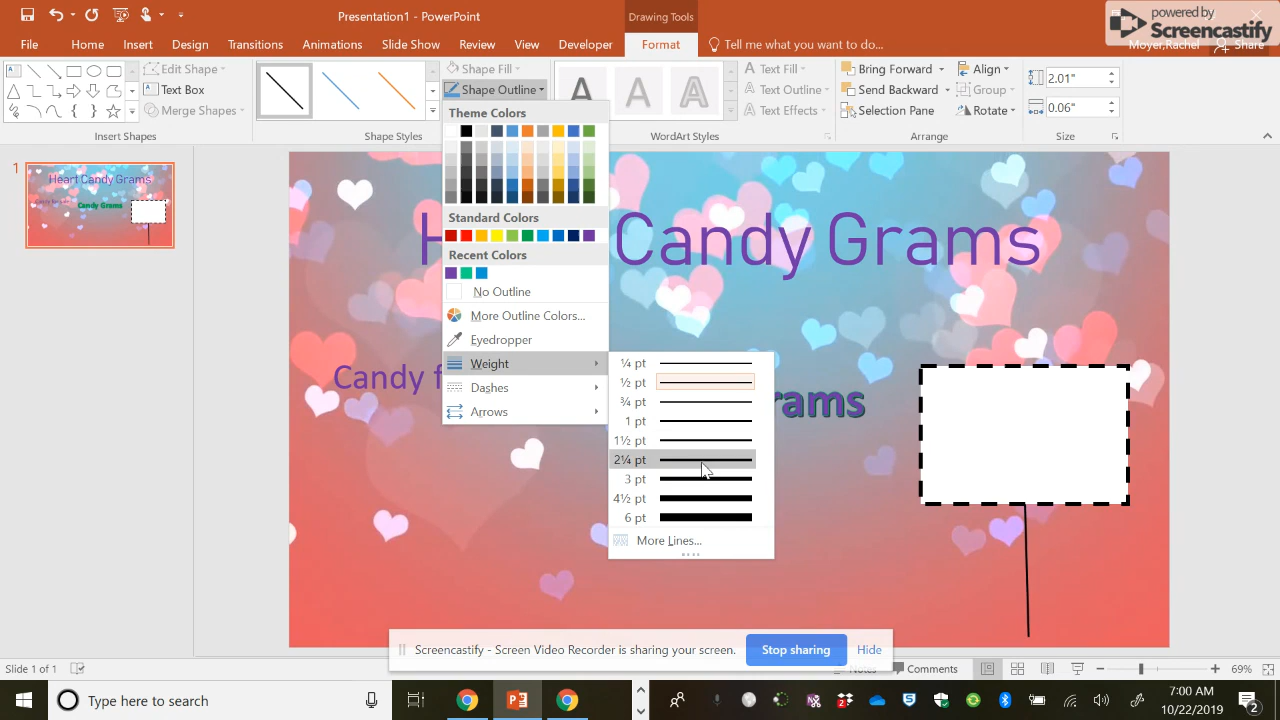 Presentation1 - PowerPoint
Drawing Tools
powered by
Screencastify
File
Home
Insert
Design
Transitions
Animations
Slide Show
Review
View
Developer
Format
Tell me what you want to do...
Moyer,Rachel
Share
Edit Shape
Text Box
Merge Shapes
Insert Shapes
Shape Styles
Shape Fill
Shape Outline
A A A
Text Fill
Text Outline
Text Effects
WordArt Styles
Bring Forward
Send Backward
Selection Pane
Align
Group
Rotate
Arrange
2.01"
0.06"
Size
Theme Colors
Standard Colors
Recent Colors
No Outline
More Outline Colors...
Eyedropper
Weight
Dashes
Arrows
¼ pt
½ pt
¾ pt
1 pt
1½ pt
2¼ pt
3 pt
4½ pt
6 pt
More Lines...
1
Heart Candy Grams
Candy Grams
Candy Grams
Candy f
rams
Screencastify - Screen Video Recorder is sharing your screen.
Stop sharing
Hide
Slide 1 of 1
Notes
Comments
69%
Type here to search
7:00 AM
10/22/2019
2